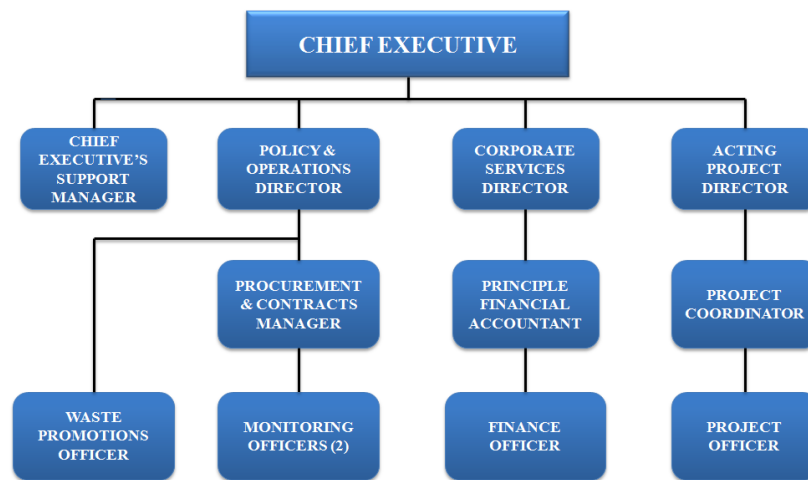 CHIEF EXECUTIVE
CHIEF
EXECUTIVE’S
SUPPORT
MANAGER
POLICY &
OPERATIONS
DIRECTOR
CORPORATE
SERVICES
DIRECTOR
ACTING
PROJECT
DIRECTOR
PROCUREMENT
& CONTRACTS
MANAGER
PRINCIPLE
FINANCIAL
ACCOUNTANT
PROJECT
COORDINATOR
WASTE
PROMOTIONS
OFFICER
MONITORING
OFFICERS (2)
FINANCE
OFFICER
PROJECT
OFFICER